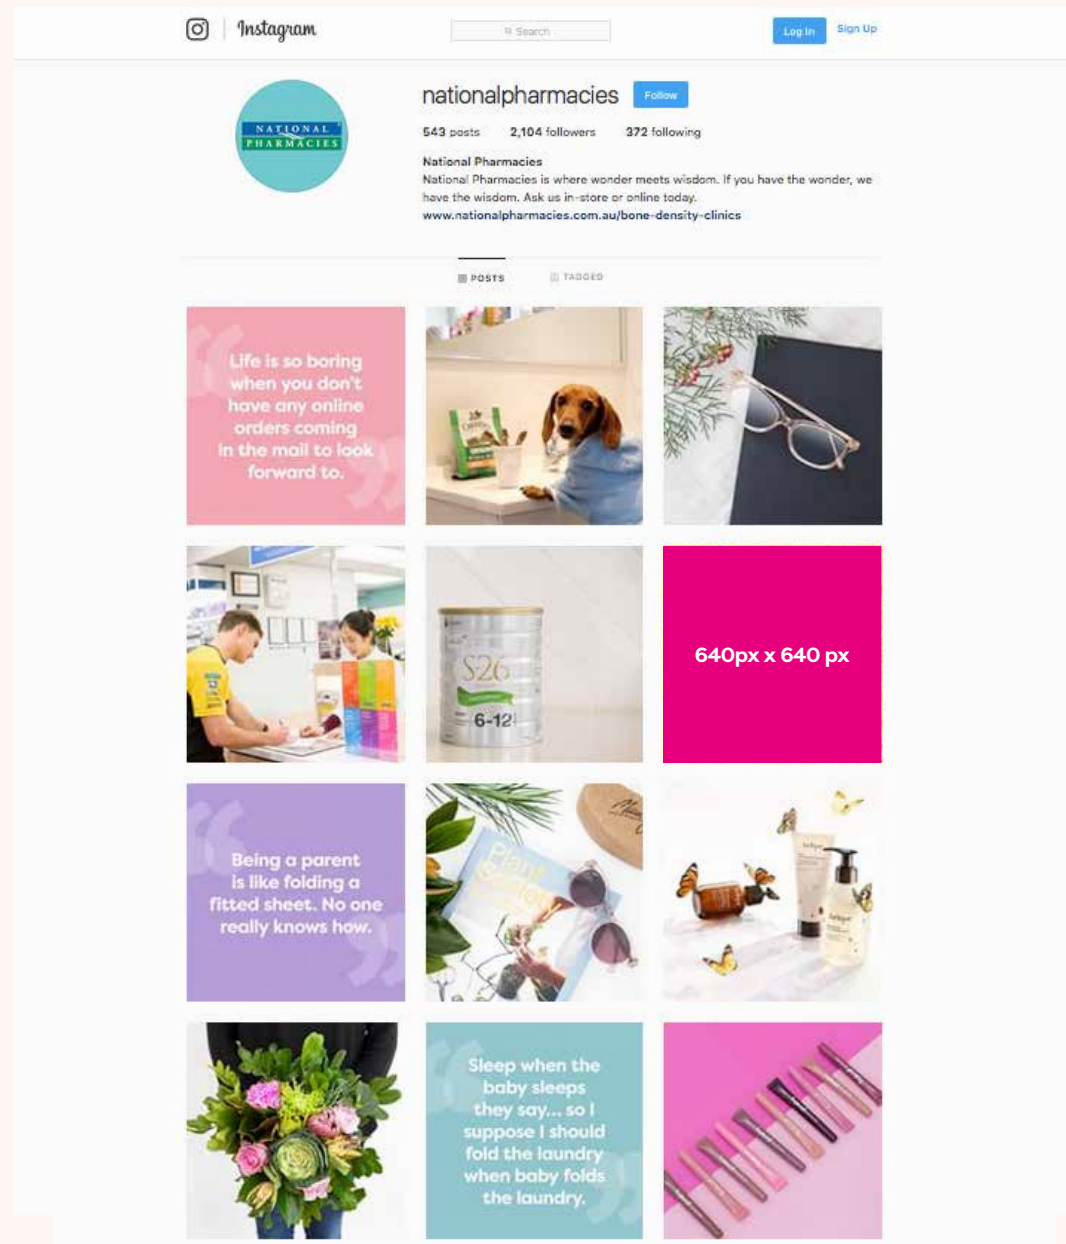 Instagram
Search
Log In
Sign Up
NATIONAL
PHARMACIES
nationalpharmacies
Follow
543 posts 2,104 followers 372 following
National Pharmacies
National Pharmacies is where wonder meets wisdom. If you have the wonder, we
have the wisdom. Ask us in-store or online today.
www.nationalpharmacies.com.au/bone-density-clinics
POSTS
TAGGED
Life is so boring
when you don't
have any online
orders coming
in the mail to look
forward to.
S26
6-12
640px x 640 px
Being a parent
is like folding a
fitted sheet. No one
really knows how.
Plant
Jurlique
Jurlique
Sleep when the
baby sleeps
they say... so I
suppose I should
fold the laundry
when baby folds
the laundry.